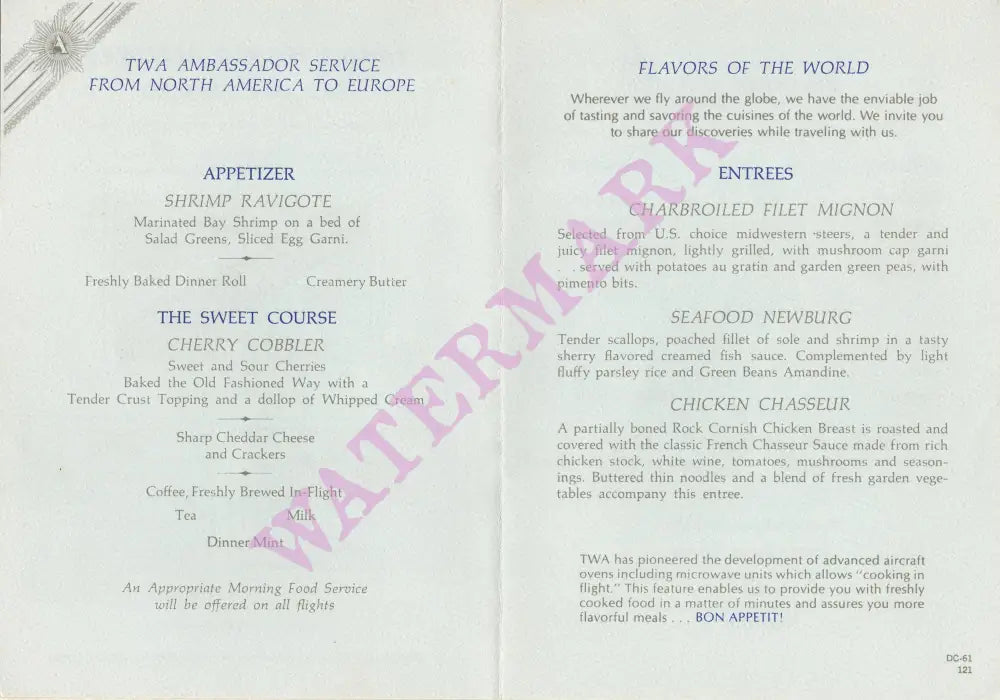 A
TWA AMBASSADOR SERVICE
FROM NORTH AMERICA TO EUROPE
APPETIZER
SHRIMP RAVIGOTE
Marinated Bay Shrimp on a bed of
Salad Greens, Sliced Egg Garni.
Freshly Baked Dinner Roll Creamery Butter
THE SWEET COURSE
CHERRY COBBLER
Sweet and Sour Cherries
Baked the Old Fashioned Way with a
Tender Crust Topping and a dollop of Whipped Cream
Sharp Cheddar Cheese
and Crackers
Coffee, Freshly Brewed In-Flight
Tea Milk
Dinner Mint
An Appropriate Morning Food Service
will be offered on all flights
FLAVORS OF THE WORLD
Wherever we fly around the globe, we have the enviable job
of tasting and savoring the cuisines of the world. We invite you
to share our discoveries while traveling with us.
ENTREES
CHARBROILED FILET MIGNON
Selected from U.S. choice midwestern steers, a tender and
juicy filet mignon, lightly grilled, with mushroom cap garni
. . served with potatoes au gratin and garden green peas, with
pimento bits.
SEAFOOD NEWBURG
Tender scallops, poached fillet of sole and shrimp in a tasty
sherry flavored creamed fish sauce. Complemented by light
fluffy parsley rice and Green Beans Amandine.
CHICKEN CHASSEUR
A partially boned Rock Cornish Chicken Breast is roasted and
covered with the classic French Chasseur Sauce made from rich
chicken stock, white wine, tomatoes, mushrooms and season-
ings. Buttered thin noodles and a blend of fresh garden vege-
tables accompany this entree.
TWA has pioneered the development of advanced aircraft
ovens including microwave units which allows "cooking in
flight." This feature enables us to provide you with freshly
cooked food in a matter of minutes and assures you more
flavorful meals . . . BON APPETIT!
DC-61
121
WATERMARK